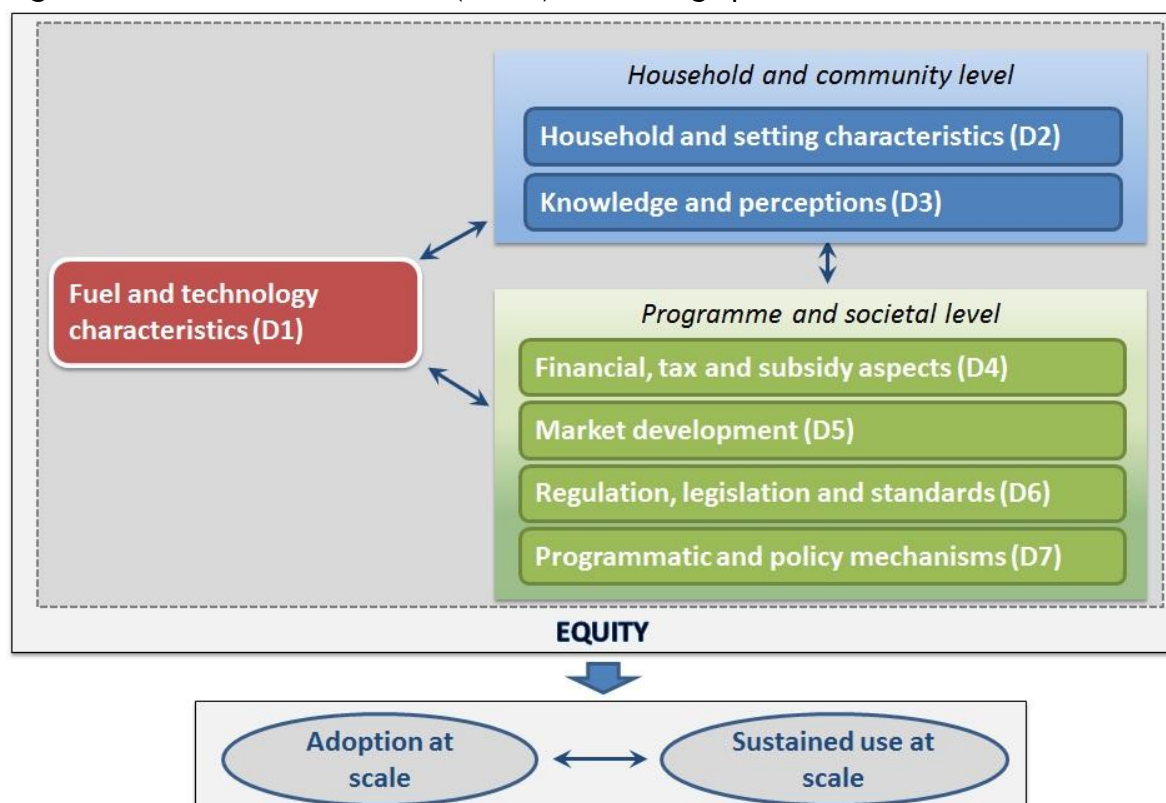 Household and community level
Household and setting characteristics (D2)
Knowledge and perceptions (D3)
Fuel and technology
characteristics (D1)
Programme and societal level
Financial, tax and subsidy aspects (D4)
Market development (D5)
Regulation, legislation and standards (D6)
Programmatic and policy mechanisms (D7)
EQUITY
Adoption at
scale
Sustained use at
scale